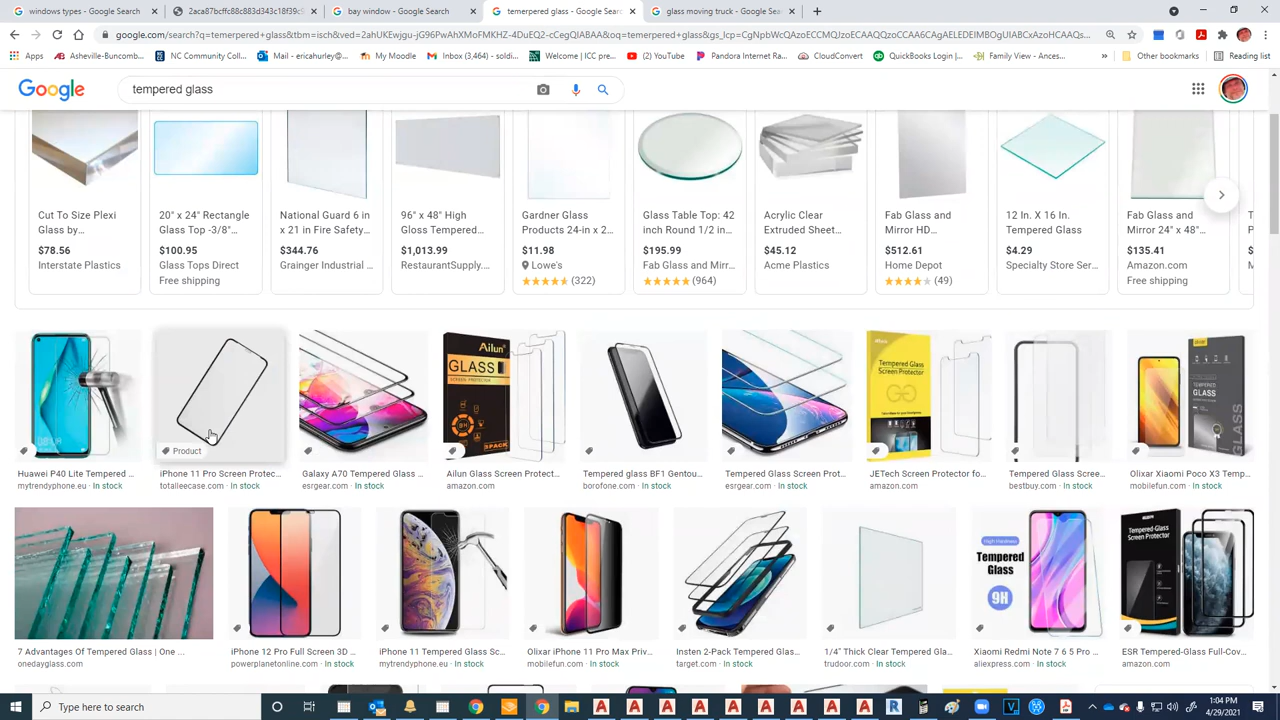 windows types - Google Search
2aca87bcffc88c883d343c18f39c9
bay window - Google Search
temerpered glass - Google Search
glass moving truck - Google Sea
Apps
Asheville-Buncomb...
NC Community Coll...
Mail - ericahurley@...
My Moodle
Inbox (3,464) - soldi...
Welcome | ICC pre...
(2) YouTube
Pandora Internet Ra...
CloudConvert
QuickBooks Login |...
Family View - Ances...
Other bookmarks
Reading list
Google
tempered glass
Cut To Size Plexi
Glass by
$78.56
Interstate Plastics
20" x 24" Rectangle
Glass Top -3/8"...
$100.95
Glass Tops Direct
Free shipping
National Guard 6 in
x 21 in Fire Safety...
$344.76
Grainger Industrial ...
96" x 48" High
Gloss Tempered...
$1,013.99
RestaurantSupply....
Gardner Glass
Products 24-in x 2...
$11.98
Lowe's
(322)
Glass Table Top: 42
inch Round 1/2 in...
$195.99
Fab Glass and Mirr...
(964)
Acrylic Clear
Extruded Sheet...
$45.12
Acme Plastics
Fab Glass and
Mirror HD...
$512.61
Home Depot
(49)
12 In. X 16 In.
Tempered Glass
$4.29
Specialty Store Ser...
Fab Glass and
Mirror 24" x 48"...
$135.41
Amazon.com
Free shipping
Product
Ailun
GLASS
SCREEN PROTECTOR
9H
Tempered Glass
Screen Protector
TEMPERED
GLASS
GLASS
Huawei P40 Lite Tempered ...
mytrendyphone.eu · In stock
iPhone 11 Pro Screen Protec...
totalleecase.com · In stock
Galaxy A70 Tempered Glass ...
esrgear.com · In stock
Ailun Glass Screen Protect...
amazon.com
Tempered glass BF1 Gentou...
borofone.com · In stock
Tempered Glass Screen Prot...
esrgear.com · In stock
JETech Screen Protector fo...
amazon.com
Tempered Glass Scree...
bestbuy.com · In stock
Olixar Xiaomi Poco X3 Temp...
mobilefun.com · In stock
High Hardness
Tempered
Glass
9H
7 Advantages Of Tempered Glass | One ...
onedayglass.com
iPhone 12 Pro Full Screen 3D ...
powerplanetonline.com · In stock
iPhone 11 Tempered Glass Sc...
mytrendyphone.eu · In stock
Olixar iPhone 11 Pro Max Priv...
mobilefun.com · In stock
Insten 2-Pack Tempered Glas...
target.com · In stock
1/4" Thick Clear Tempered Gla...
trudoor.com · In stock
Xiaomi Redmi Note 7 6 5 Pro ...
aliexpress.com · In stock
ESR Tempered-Glass Full-Cov...
amazon.com
Type here to search
1:04 PM
4/29/2021